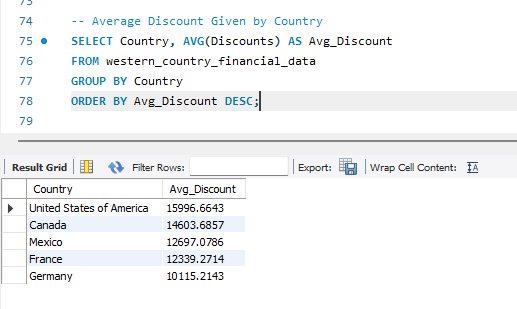 73
74 -- Average Discount Given by Country
75 SELECT Country, AVG(Discounts) AS Avg_Discount
76 FROM western_country_financial_data
77 GROUP BY Country
78 ORDER BY Avg_Discount DESC;
79
Result Grid Filter Rows: Export: Wrap Cell Content: IA
Country Avg_Discount
United States of America 15996.6643
Canada 14603.6857
Mexico 12697.0786
France 12339.2714
Germany 10115.2143